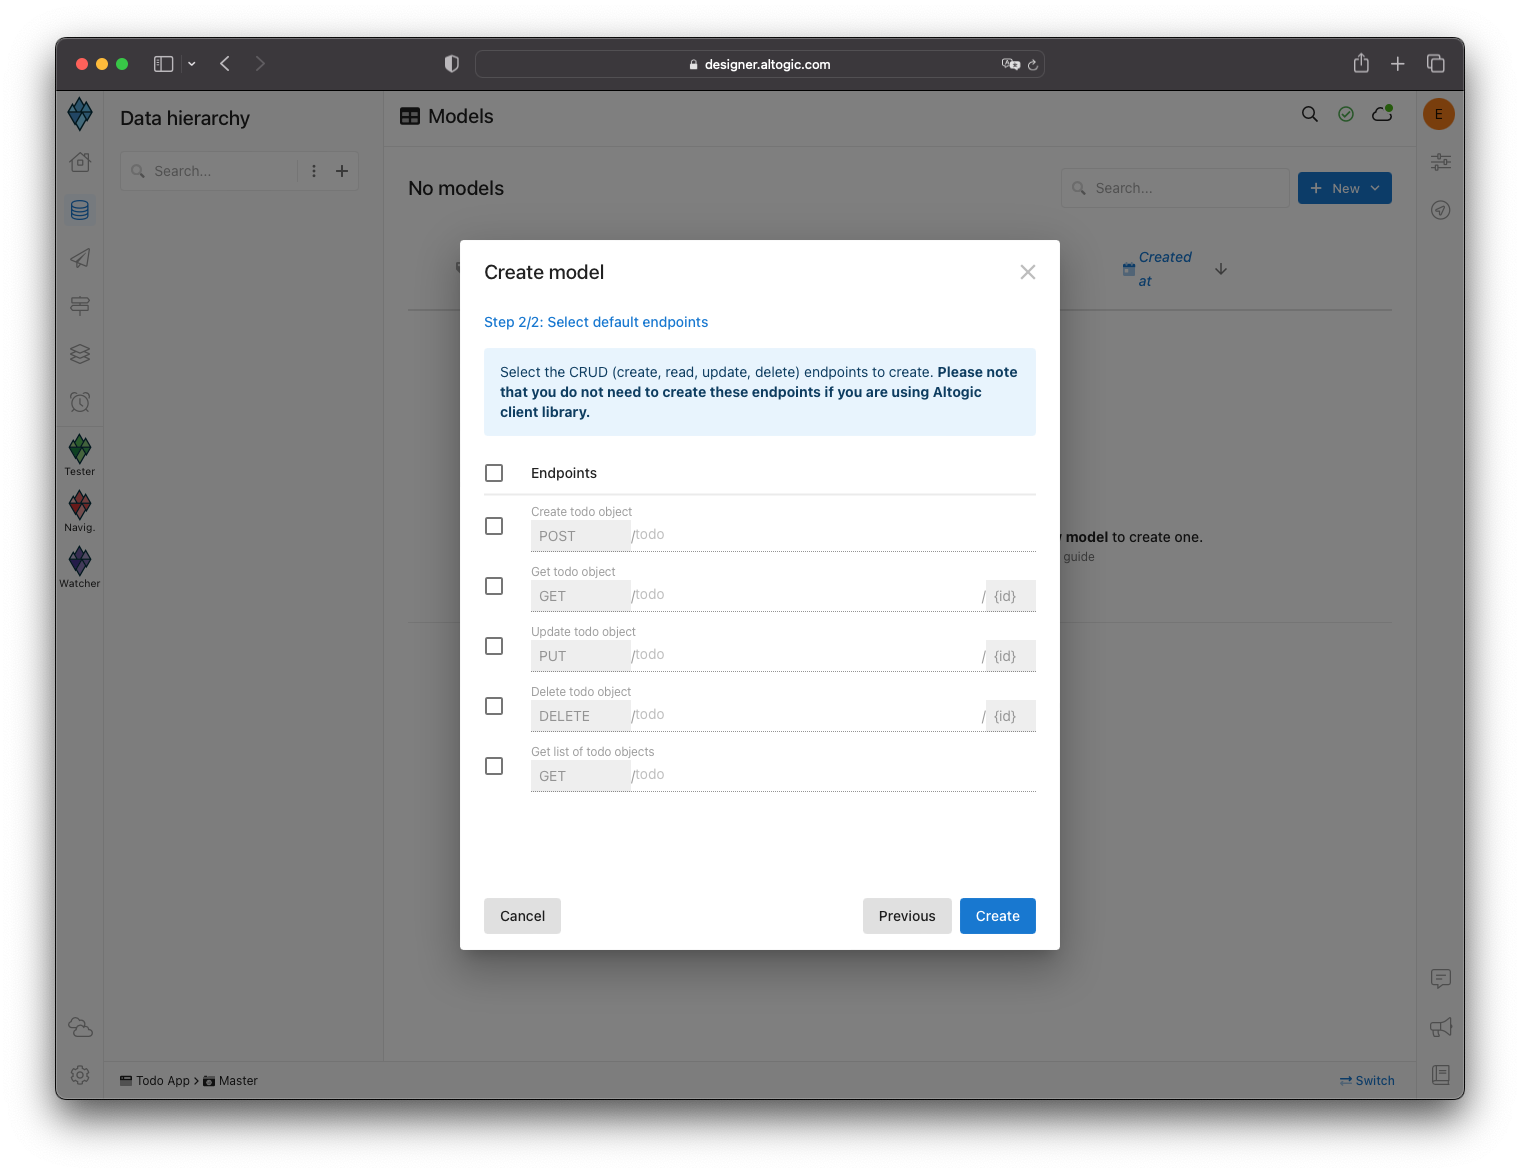 designer.altogic.com
Data hierarchy
Models
E
Search...
No models
Search...
New
Created
at
Create model
Step 2/2: Select default endpoints
Select the CRUD (create, read, update, delete) endpoints to create. Please note
that you do not need to create these endpoints if you are using Altogic
client library.
Endpoints
Create todo object
POST /todo
Get todo object
GET /todo / {id}
Update todo object
PUT /todo / {id}
Delete todo object
DELETE /todo / {id}
Get list of todo objects
GET /todo
model to create one.
guide
Cancel
Previous
Create
Tester
Navig.
Watcher
Todo App > Master
Switch